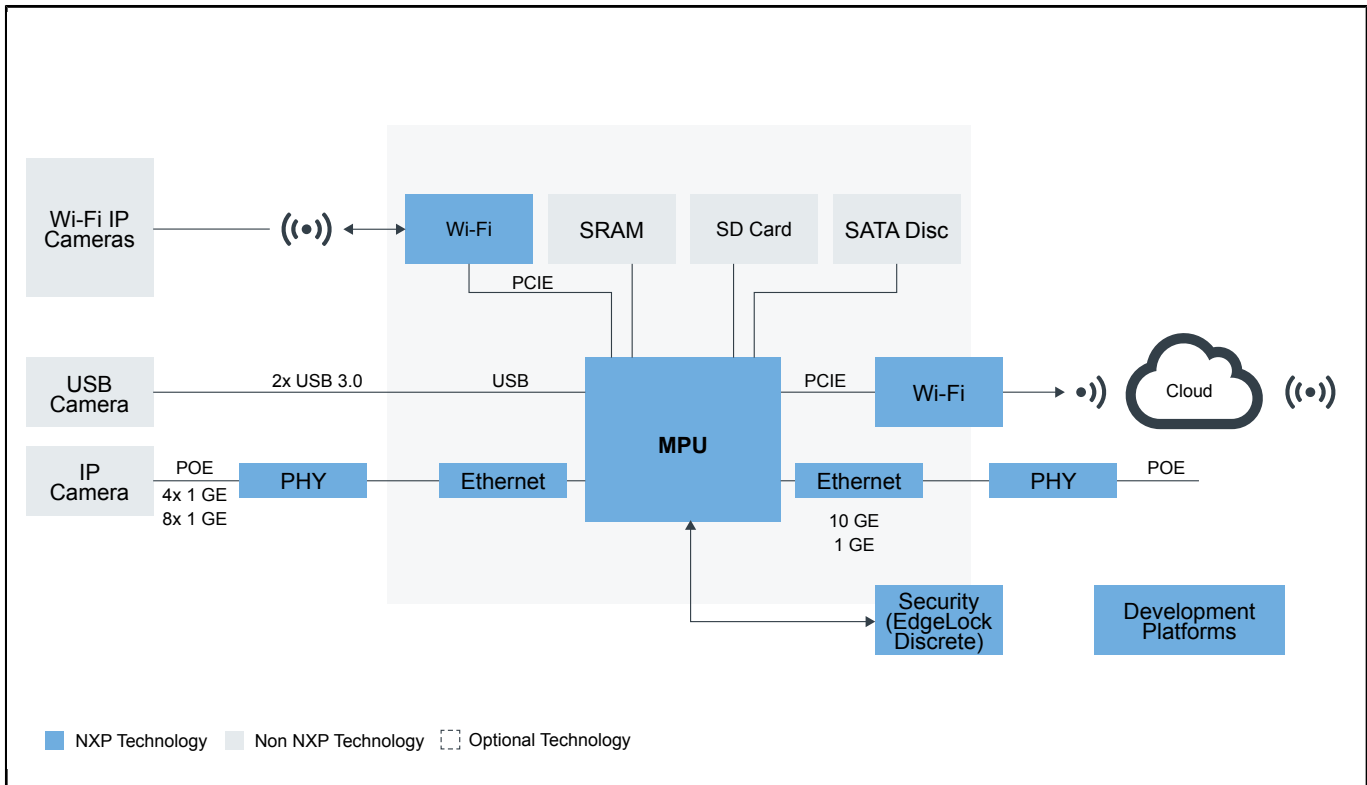 Wi-Fi IP
Cameras
Wi-Fi
SRAM
SD Card
SATA Disc
PCIE
USB
Camera
2x USB 3.0
USB
MPU
PCIE
Wi-Fi
Cloud
IP
Camera
POE
4x 1 GE
8x 1 GE
PHY
Ethernet
Ethernet
10 GE
1 GE
PHY
POE
Security
(EdgeLock
Discrete)
Development
Platforms
NXP Technology
Non NXP Technology
Optional Technology